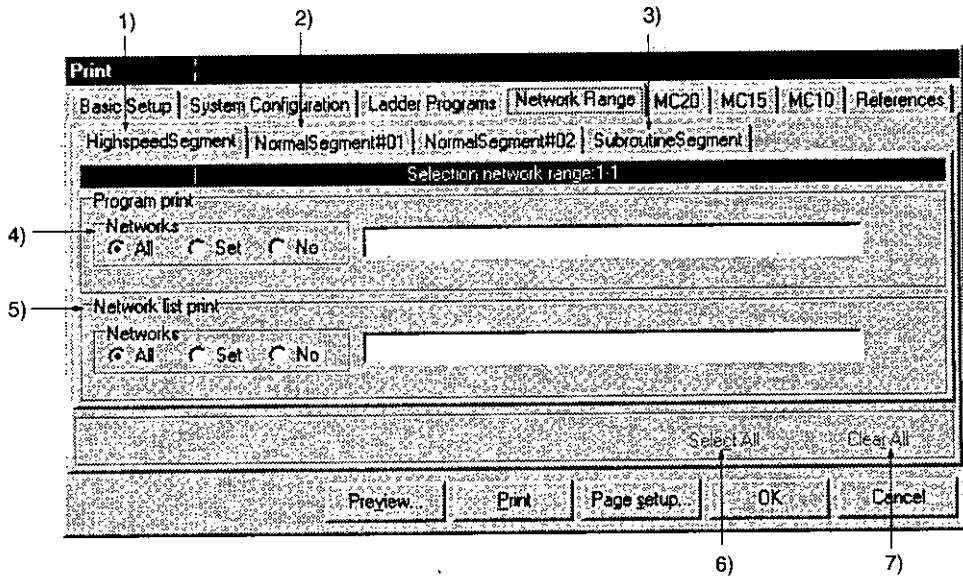 1) 2) 3)
Print
Basic Setup System Configuration Ladder Programs Network Range MC20 MC15 MC10 References
HighspeedSegment NormalSegment#01 NormalSegment#02 SubroutineSegment
Selection network range:1-1
Program print
4) Networks
All Set No
5) Network list print
Networks
All Set No
Select All Clear All
Preview... Print Page setup... OK Cancel
6) 7)